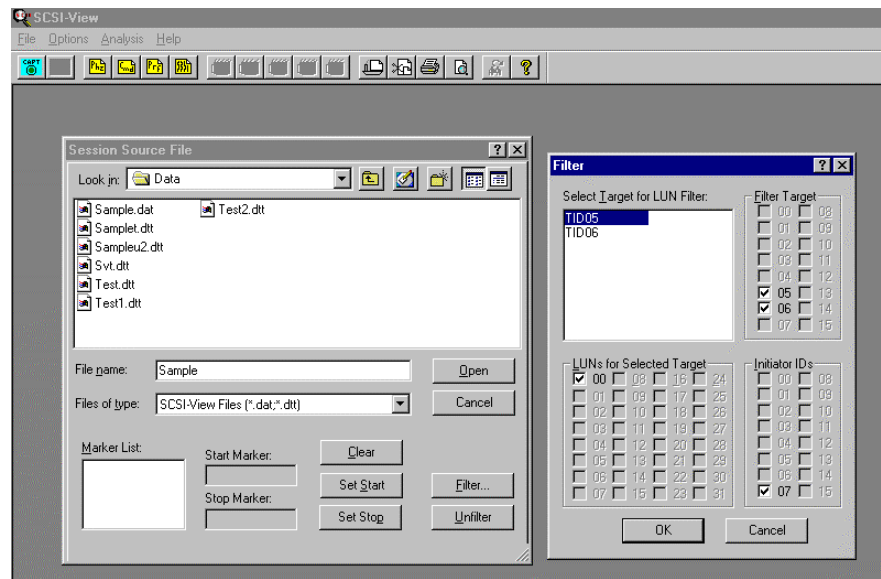 SCSI-View
File Options Analysis Help
CAPT Phz Cmd Prf
Session Source File
Look in: Data
Sample.dat Test2.dtt
Samplet.dtt
Sampleu2.dtt
Svt.dtt
Test.dtt
Test1.dtt
File name: Sample Open
Files of type: SCSI-View Files (*.dat;*.dtt) Cancel
Marker List: Start Marker: Clear
Set Start Filter...
Stop Marker:
Set Stop Unfilter
Filter
Select Target for LUN Filter: Filter Target
TID05
TID06
00 08
01 09
02 10
03 11
04 12
05 13
06 14
07 15
LUNs for Selected Target
00 08 16 24
01 09 17 25
02 10 18 26
03 11 19 27
04 12 20 28
05 13 21 29
06 14 22 30
07 15 23 31
Initiator IDs
00 08
01 09
02 10
03 11
04 12
05 13
06 14
07 15
OK Cancel